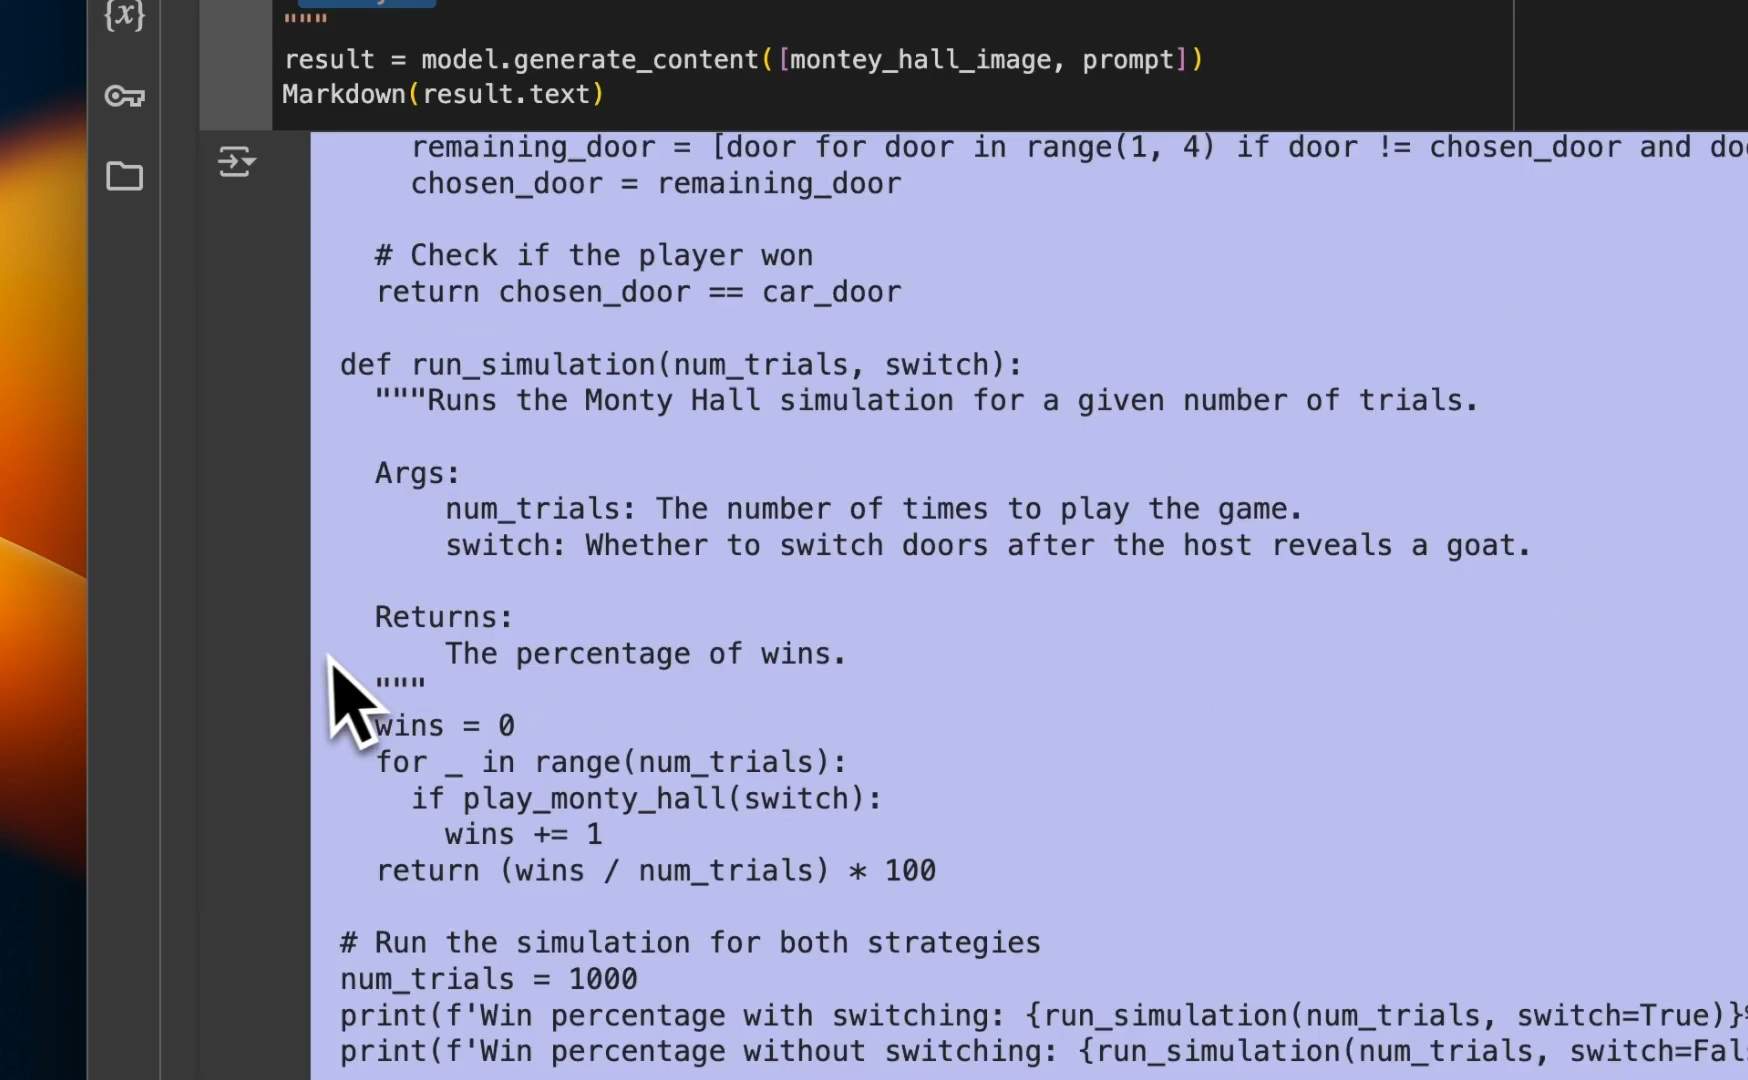 {x}
"""
result = model.generate_content([montey_hall_image, prompt])
Markdown(result.text)
remaining_door = [door for door in range(1, 4) if door != chosen_door and
chosen_door = remaining_door
# Check if the player won
return chosen_door == car_door
def run_simulation(num_trials, switch):
"""Runs the Monty Hall simulation for a given number of trials.
Args:
num_trials: The number of times to play the game.
switch: Whether to switch doors after the host reveals a goat.
Returns:
The percentage of wins.
"""
wins = 0
for _ in range(num_trials):
if play_monty_hall(switch):
wins += 1
return (wins / num_trials) * 100
# Run the simulation for both strategies
num_trials = 1000
print(f'Win percentage with switching: {run_simulation(num_trials, switch=True)}
print(f'Win percentage without switching: {run_simulation(num_trials, switch=